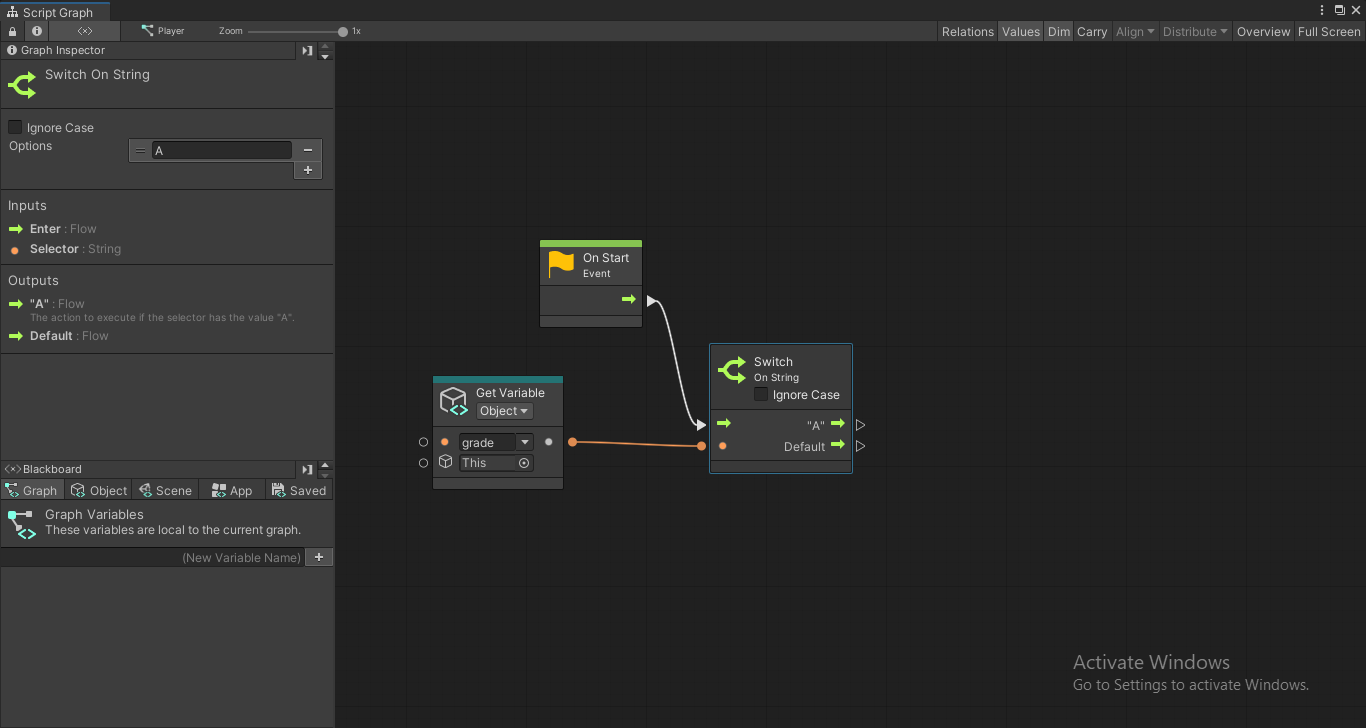 Script Graph
Player
Zoom
1x
Relations
Values
Dim
Carry
Align
Distribute
Overview
Full Screen
Graph Inspector
Switch On String
Ignore Case
Options
A
Inputs
Enter : Flow
Selector : String
Outputs
"A" : Flow
The action to execute if the selector has the value "A".
Default : Flow
Blackboard
Graph
Object
Scene
App
Saved
Graph Variables
These variables are local to the current graph.
(New Variable Name)
On Start
Event
Get Variable
Object
grade
This
Switch
On String
Ignore Case
"A"
Default
Activate Windows
Go to Settings to activate Windows.